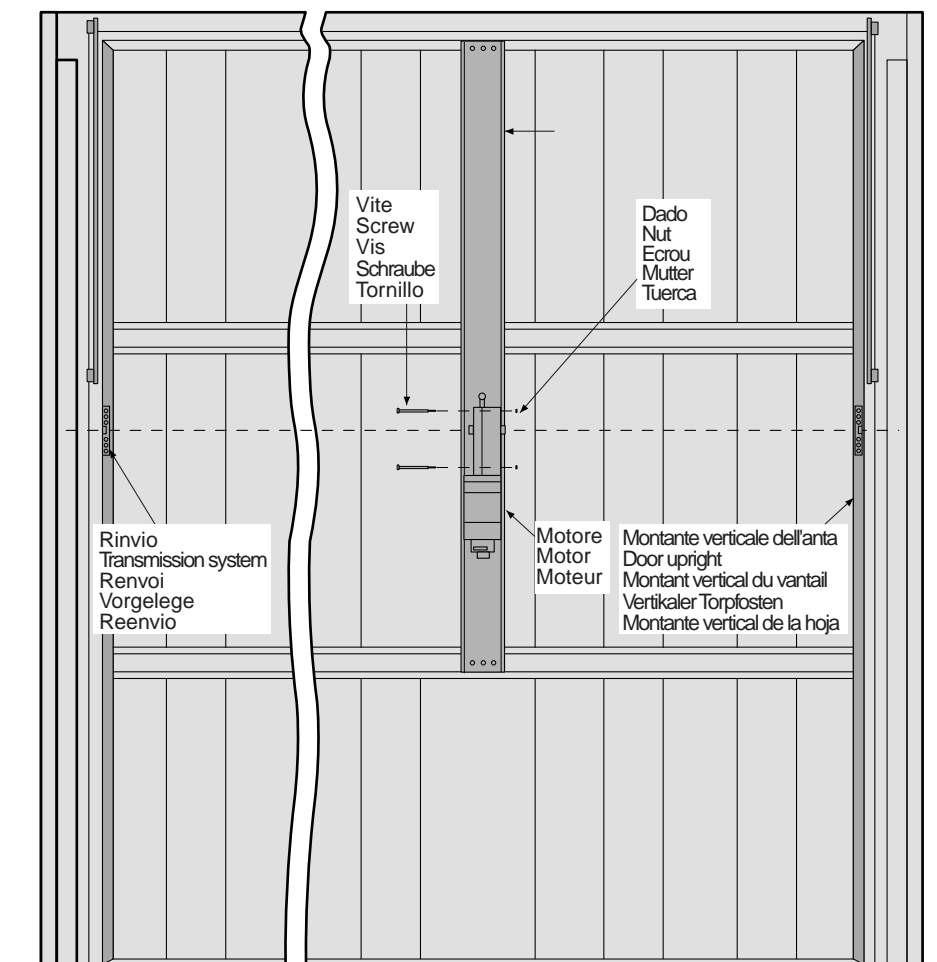 Vite
Screw
Vis
Schraube
Tornillo
Dado
Nut
Ecrou
Mutter
Tuerca
Rinvio
Transmission system
Renvoi
Vorgelege
Reenvio
Motore
Motor
Moteur
Montante verticale dell'anta
Door upright
Montant vertical du vantail
Vertikaler Torpfosten
Montante vertical de la hoja